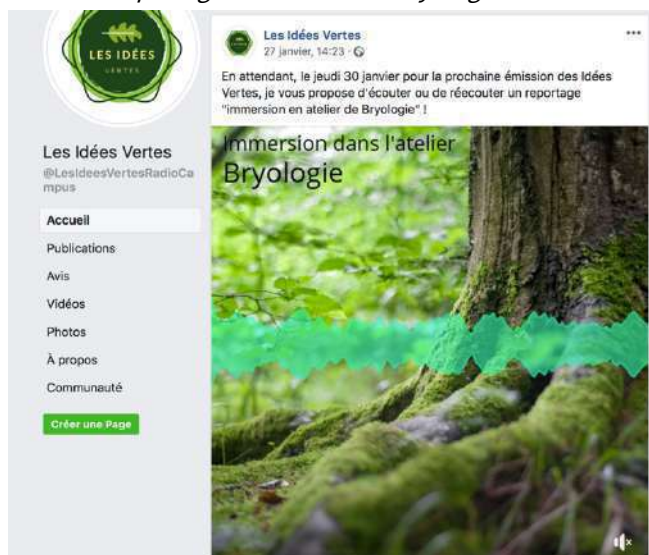 LES IDÉES
VERTES
Les Idées Vertes
@LesIdeesVertesRadioCa
mpus
Accueil
Publications
Avis
Vidéos
Photos
À propos
Communauté
Créer une Page
Les Idées Vertes
27 janvier, 14:23 ·
En attendant, le jeudi 30 janvier pour la prochaine émission des Idées
Vertes, je vous propose d'écouter ou de réecouter un reportage
"immersion en atelier de Bryologie" !
Immersion dans l'atelier
Bryologie